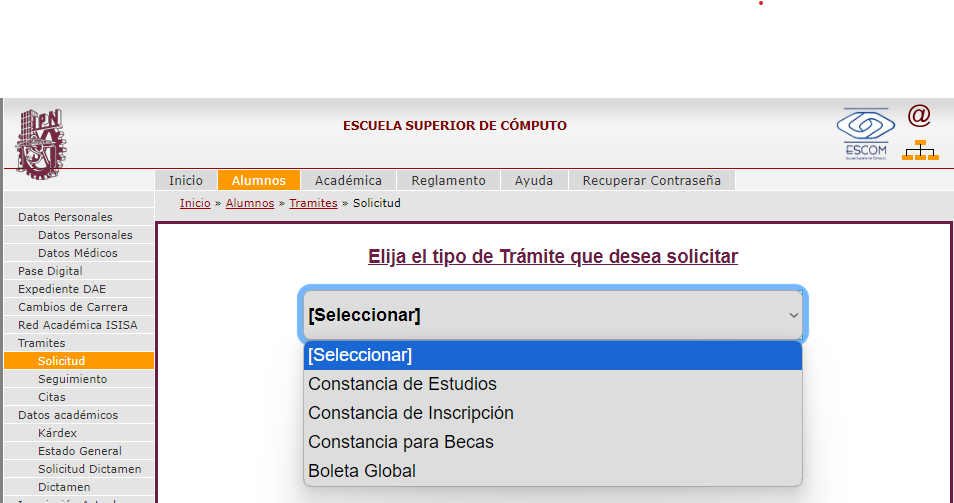 IPN
ESCUELA SUPERIOR DE CÓMPUTO
@
ESCOM
Inicio Alumnos Académica Reglamento Ayuda Recuperar Contraseña
Inicio » Alumnos » Tramites » Solicitud
Datos Personales
Datos Personales
Datos Médicos
Pase Digital
Expediente DAE
Cambios de Carrera
Red Académica ISISA
Tramites
Solicitud
Seguimiento
Citas
Datos académicos
Kárdex
Estado General
Solicitud Dictamen
Dictamen
Elija el tipo de Trámite que desea solicitar
[Seleccionar]
[Seleccionar]
Constancia de Estudios
Constancia de Inscripción
Constancia para Becas
Boleta Global